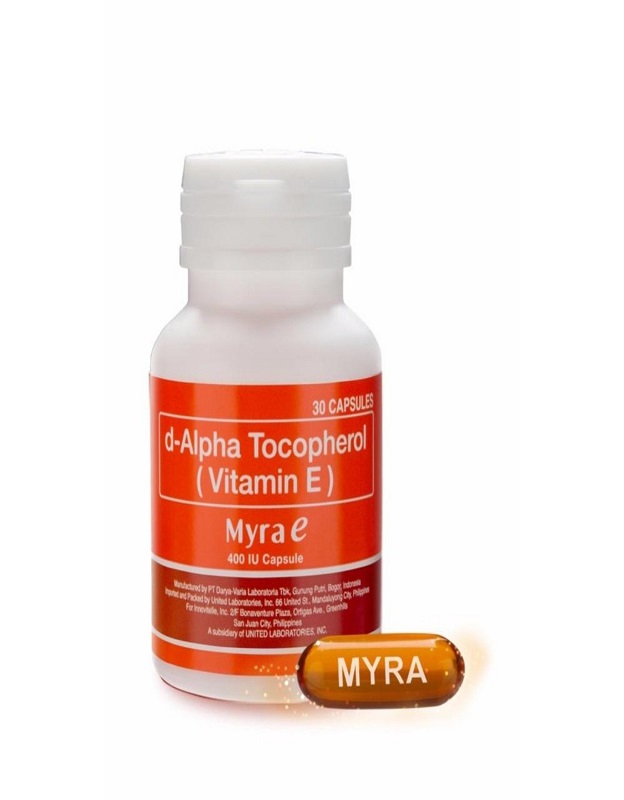 30 CAPSULES
d-Alpha Tocopherol
(Vitamin E)
Myra e
400 IU Capsule
Manufactured by PT Darya-Varia Laboratoria Tbk, Gunung Putri, Bogor, Indonesia
Imported and Packed by United Laboratories, Inc. 66 United St., Mandaluyong City, Philippines
For Innovitelle, Inc. 2/F Bonaventure Plaza, Ortigas Ave., Greenhills
San Juan City, Philippines
A subsidiary of UNITED LABORATORIES, INC.
MYRA